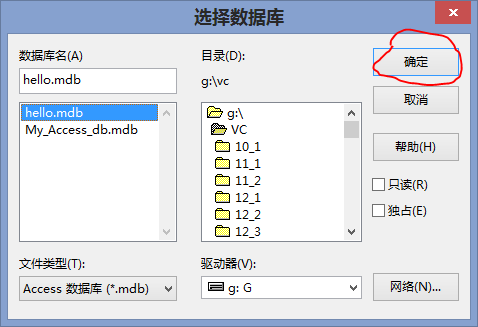 选择数据库
数据库名(A)
hello.mdb
hello.mdb
My_Access_db.mdb
文件类型(T):
Access 数据库 (*.mdb)
目录(D):
g:\vc
g:\
VC
10_1
11_1
11_2
12_1
12_2
12_3
驱动器(V):
g: G
确定
取消
帮助(H)
只读(R)
独占(E)
网络(N)...